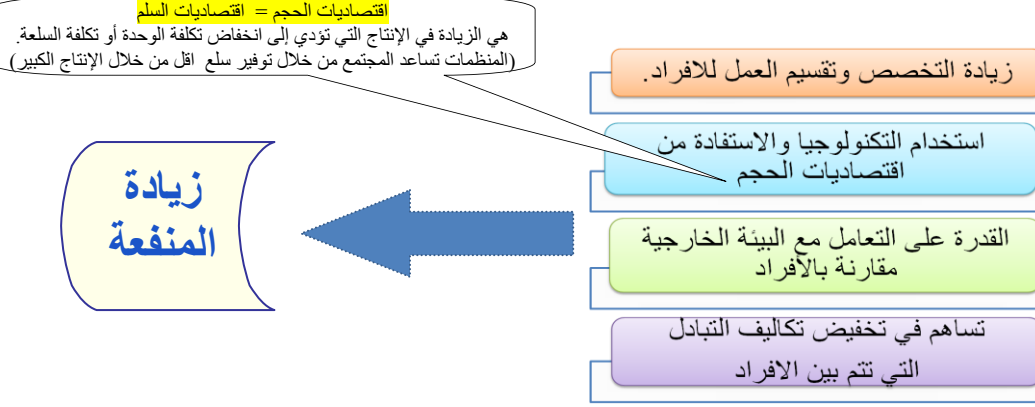 اقتصاديات الحجم = اقتصاديات السلم
هي الزيادة في الإنتاج التي تؤدي إلى انخفاض تكلفة الوحدة أو تكلفة السلعة.
(المنظمات تساعد المجتمع من خلال توفير سلع اقل من خلال الإنتاج الكبير)
زيادة التخصص وتقسيم العمل للافراد.
استخدام التكنولوجيا والاستفادة من
اقتصاديات الحجم
القدرة على التعامل مع البيئة الخارجية
مقارنة بالأفراد
تساهم في تخفيض تكاليف التبادل
التي تتم بين الافراد
زيادة
المنفعة